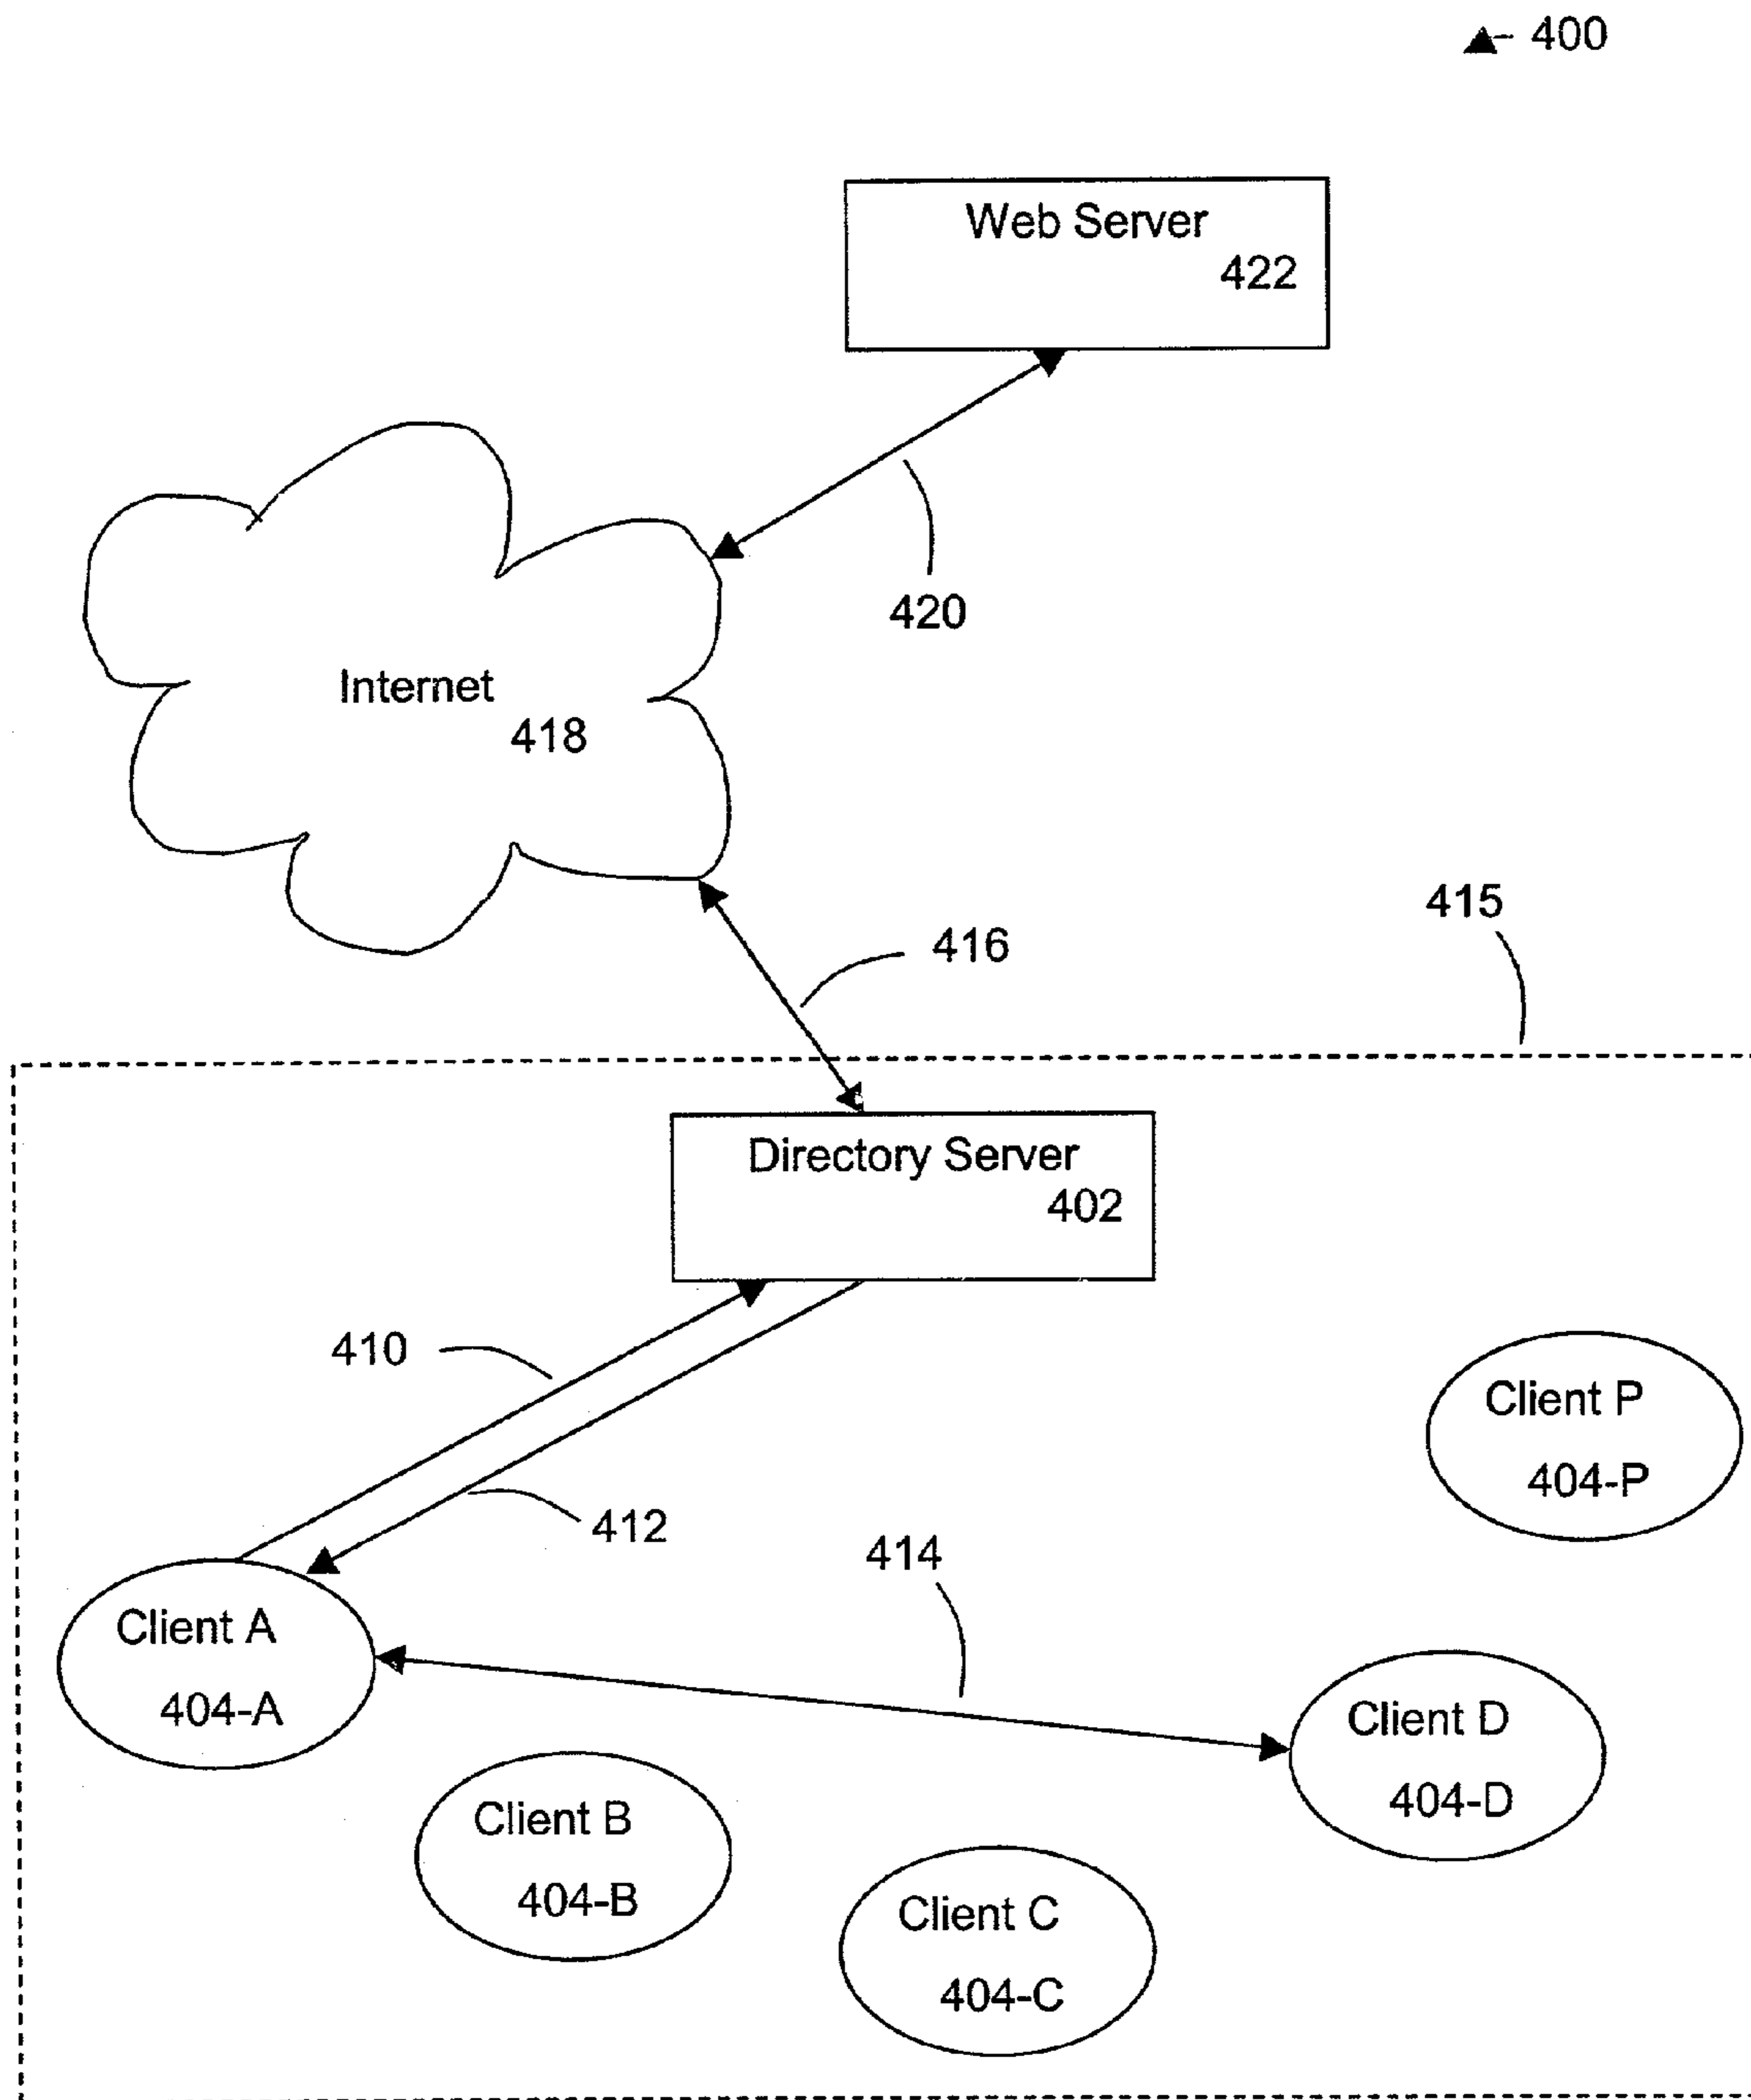 400
Web Server
422
420
Internet
418
415
416
Directory Server
402
410
Client P
404-P
412
414
Client A
404-A
Client D
404-D
Client B
404-B
Client C
404-C